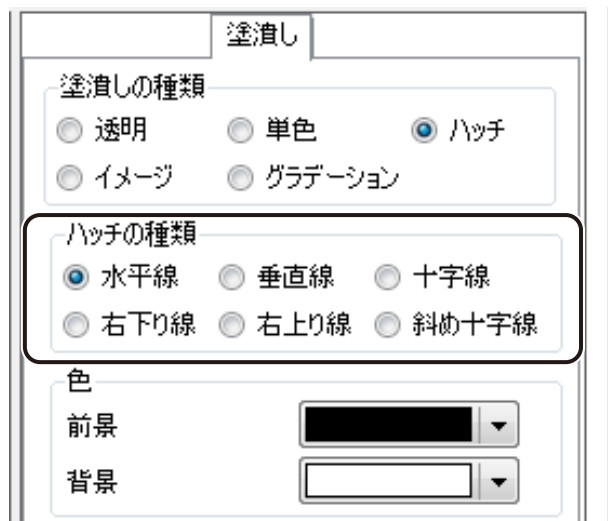 塗潰し
塗潰しの種類
透明 単色 ハッチ
イメージ グラデーション
ハッチの種類
水平線 垂直線 十字線
右下り線 右上り線 斜め十字線
色
前景
背景